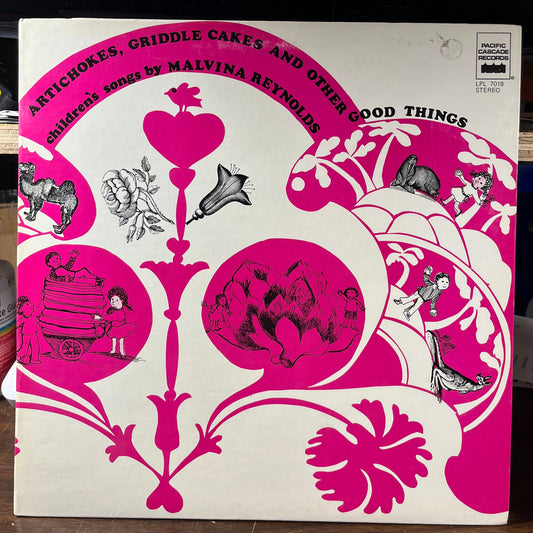 ARTICHOKES, GRIDDLE CAKES AND OTHER GOOD THINGS
children's songs by MALVINA REYNOLDS
PACIFIC
CASCADE
RECORDS
LPL 7018
STEREO